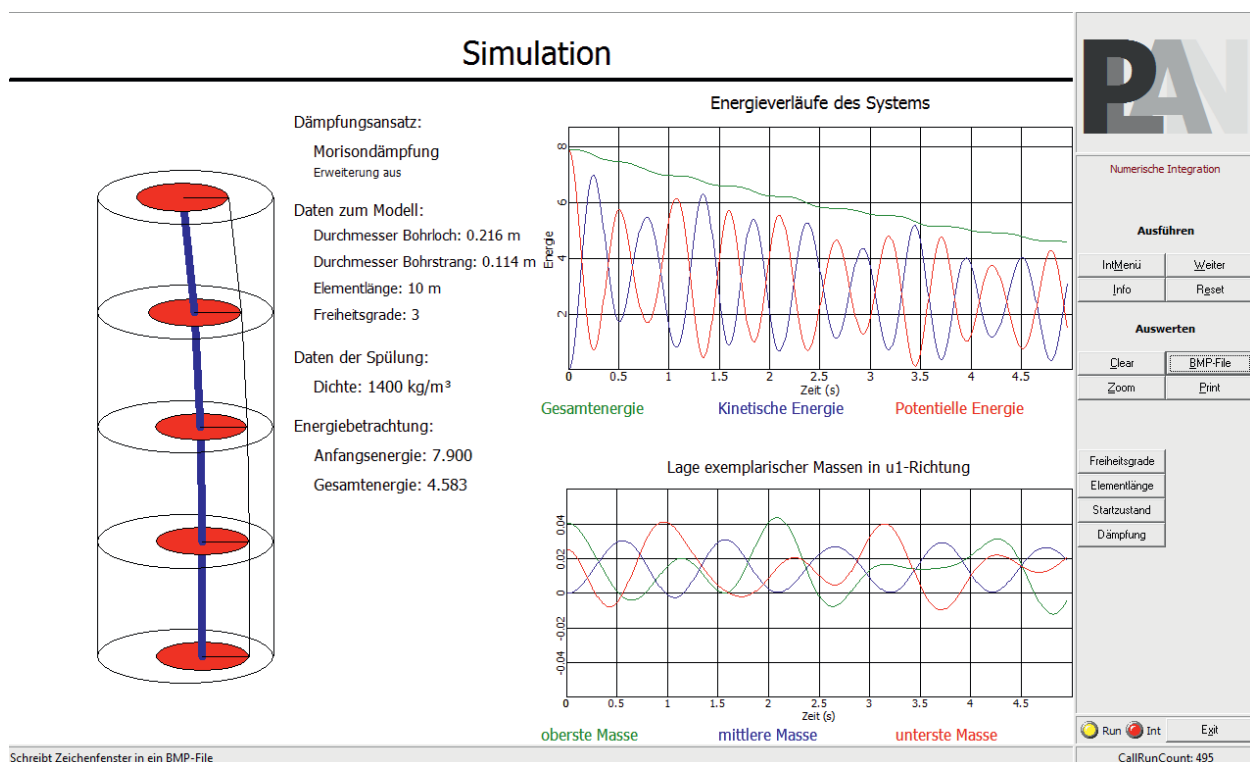 Simulation
Dämpfungsansatz:
Morisondämpfung
Erweiterung aus
Daten zum Modell:
Durchmesser Bohrloch: 0.216 m
Durchmesser Bohrstrang: 0.114 m
Elementlänge: 10 m
Freiheitsgrade: 3
Daten der Spülung:
Dichte: 1400 kg/m³
Energiebetrachtung:
Anfangsenergie: 7.900
Gesamtenergie: 4.583
Energieverläufe des Systems
8
6
4
2
Energie
0 0.5 1 1.5 2 2.5 3 3.5 4 4.5
Zeit (s)
Gesamtenergie Kinetische Energie Potentielle Energie
Lage exemplarischer Massen in u1-Richtung
0.04
0.02
0
-0.02
-0.04
0 0.5 1 1.5 2 2.5 3 3.5 4 4.5
Zeit (s)
oberste Masse mittlere Masse unterste Masse
PLAN
Numerische Integration
Ausführen
IntMenü Weiter
Info Reset
Auswerten
Clear BMP-File
Zoom Print
Freiheitsgrade
Elementlänge
Startzustand
Dämpfung
Run Int Exit
Schreibt Zeichenfenster in ein BMP-File
CallRunCount: 495